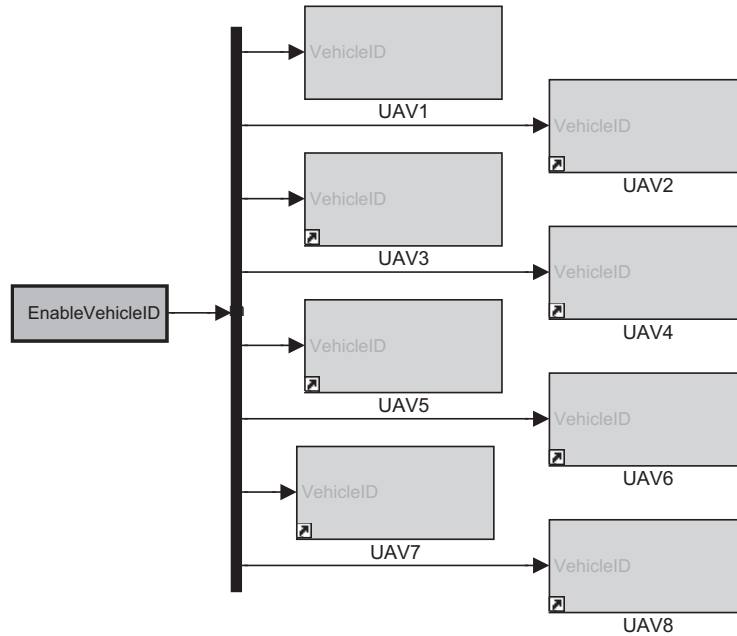 VehicleID
UAV1
VehicleID
UAV2
VehicleID
UAV3
VehicleID
UAV4
EnableVehicleID
VehicleID
UAV5
VehicleID
UAV6
VehicleID
UAV7
VehicleID
UAV8